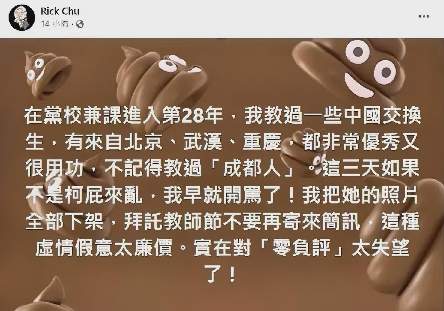 Rick Chu
14 小時 ·
在黨校兼課進入第28年，我教過一些中國交換
生，有來自北京、武漢、重慶，都非常優秀又
很用功，不記得教過「成都人」。這三天如果
不是柯屁來亂，我早就開罵了！我把她的照片
全部下架，拜託教師節不要再寄來簡訊，這種
虛情假意太廉價。實在對「零負評」太失望
了！